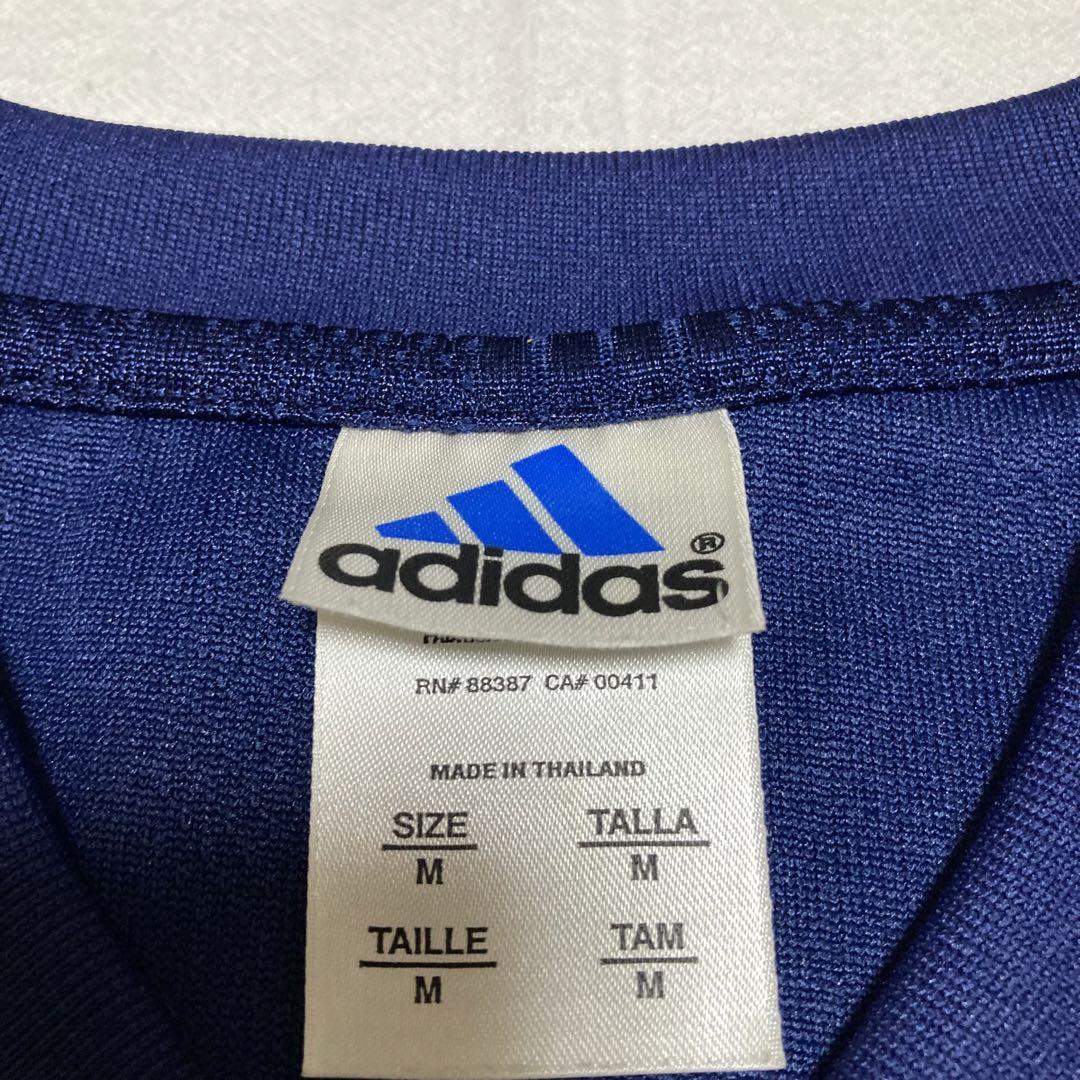 adidas®
RN# 88387 CA# 00411
MADE IN THAILAND
SIZE TALLA
M M
TAILLE TAM
M M